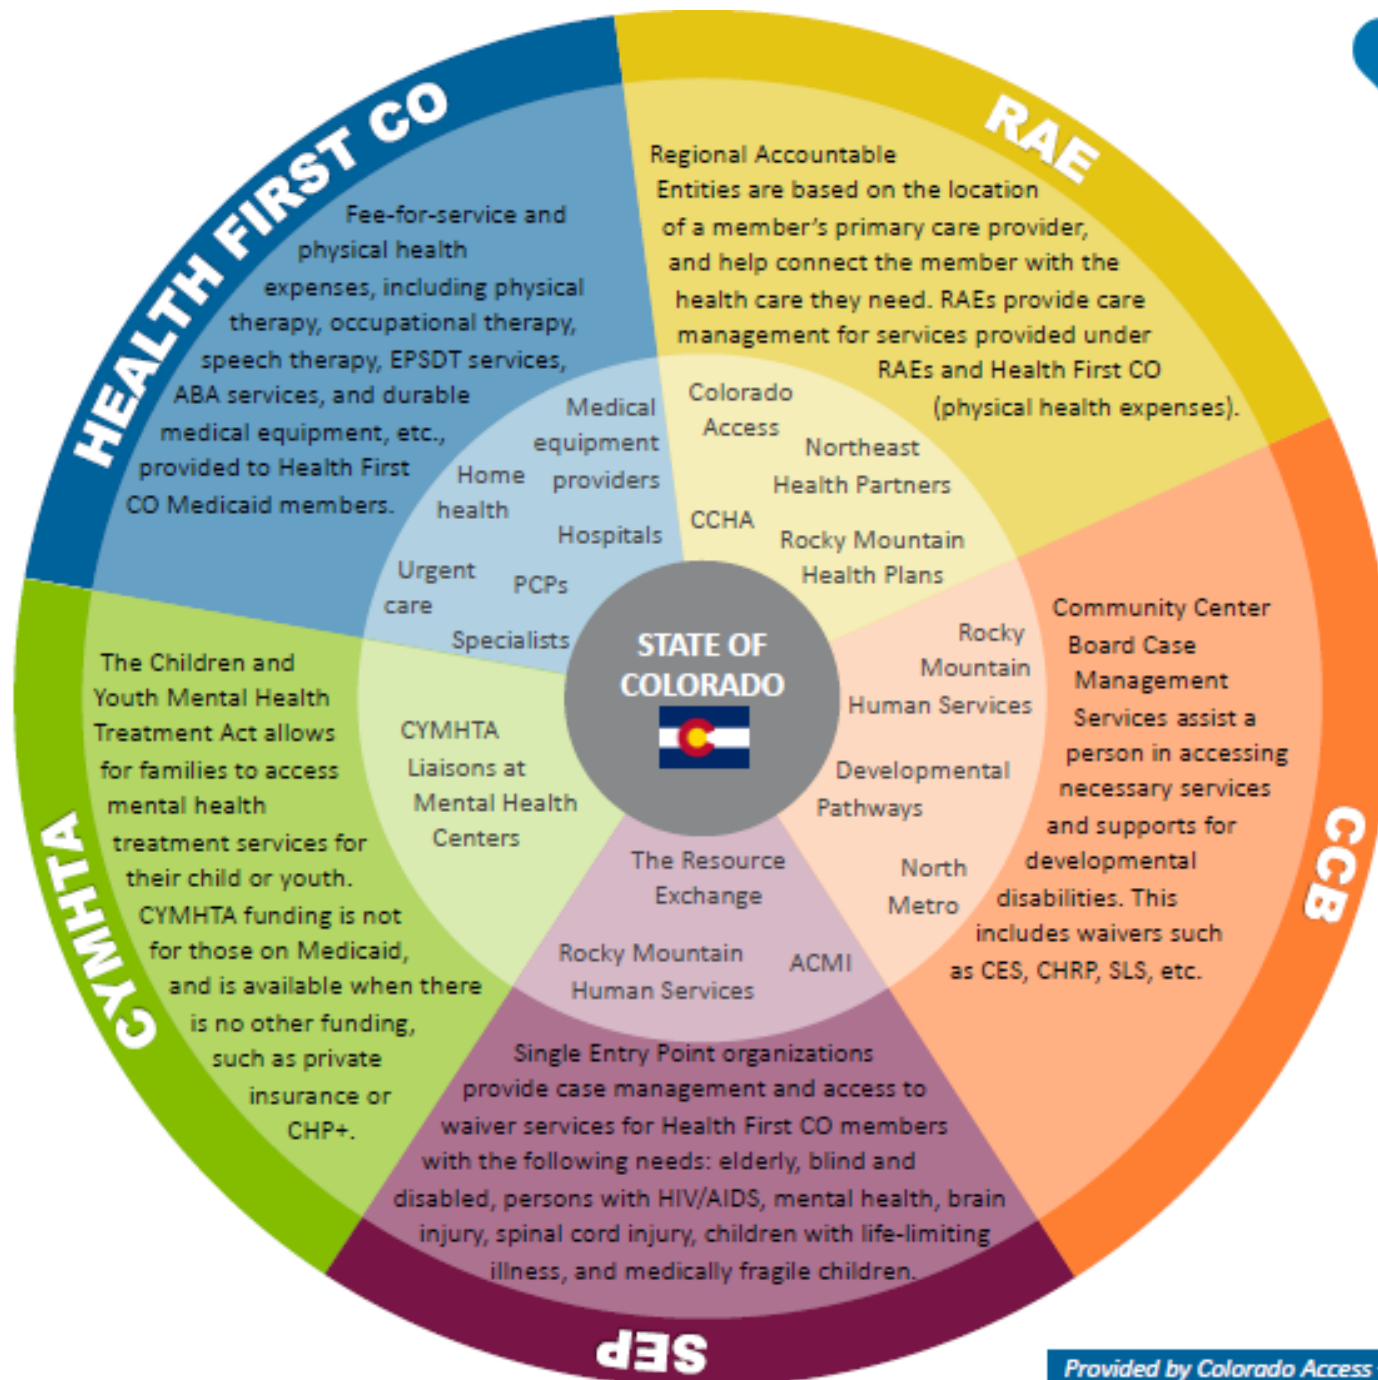 HEALTH FIRST CO
Fee-for-service and
physical health
expenses, including physical
therapy, occupational therapy,
speech therapy, EPSDT services,
ABA services, and durable
medical equipment, etc.,
provided to Health First
CO Medicaid members.
Medical
equipment
providers
Home
health
Hospitals
Urgent
care
PCPs
Specialists
RAE
Regional Accountable
Entities are based on the location
of a member's primary care provider,
and help connect the member with the
health care they need. RAEs provide care
management for services provided under
RAEs and Health First CO
(physical health expenses).
Colorado
Access
Northeast
Health Partners
CCHA
Rocky Mountain
Health Plans
CCB
Community Center
Board Case
Management
Services assist a
person in accessing
necessary services
and supports for
developmental
disabilities. This
includes waivers such
as CES, CHRP, SLS, etc.
Rocky
Mountain
Human Services
Developmental
Pathways
North
Metro
SEP
The Resource
Exchange
Rocky Mountain
Human Services
ACMI
Single Entry Point organizations
provide case management and access to
waiver services for Health First CO members
with the following needs: elderly, blind and
disabled, persons with HIV/AIDS, mental health, brain
injury, spinal cord injury, children with life-limiting
illness, and medically fragile children.
CYMHTA
The Children and
Youth Mental Health
Treatment Act allows
for families to access
mental health
treatment services for
their child or youth.
CYMHTA funding is not
for those on Medicaid,
and is available when there
is no other funding,
such as private
insurance or
CHP+.
CYMHTA
Liaisons at
Mental Health
Centers
STATE OF
COLORADO
Provided by Colorado Access